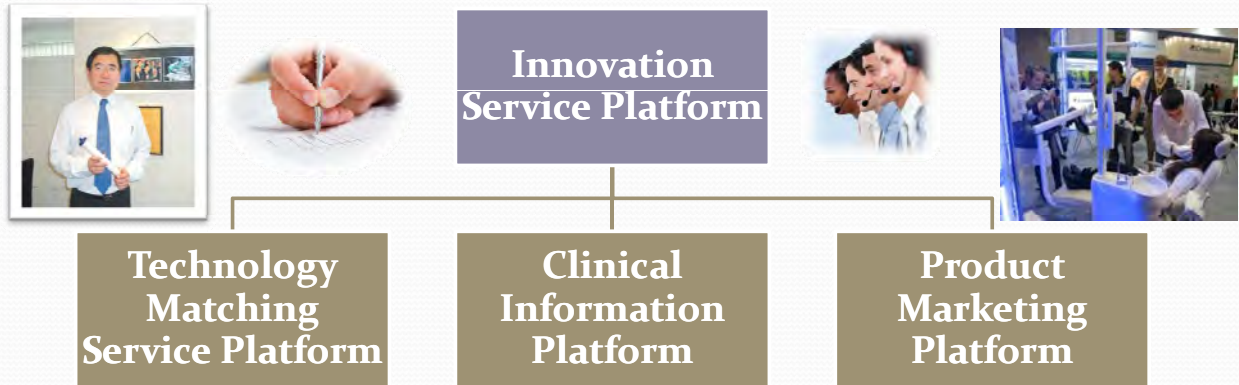 Innovation
Service Platform
Technology
Matching
Service Platform
Clinical
Information
Platform
Product
Marketing
Platform